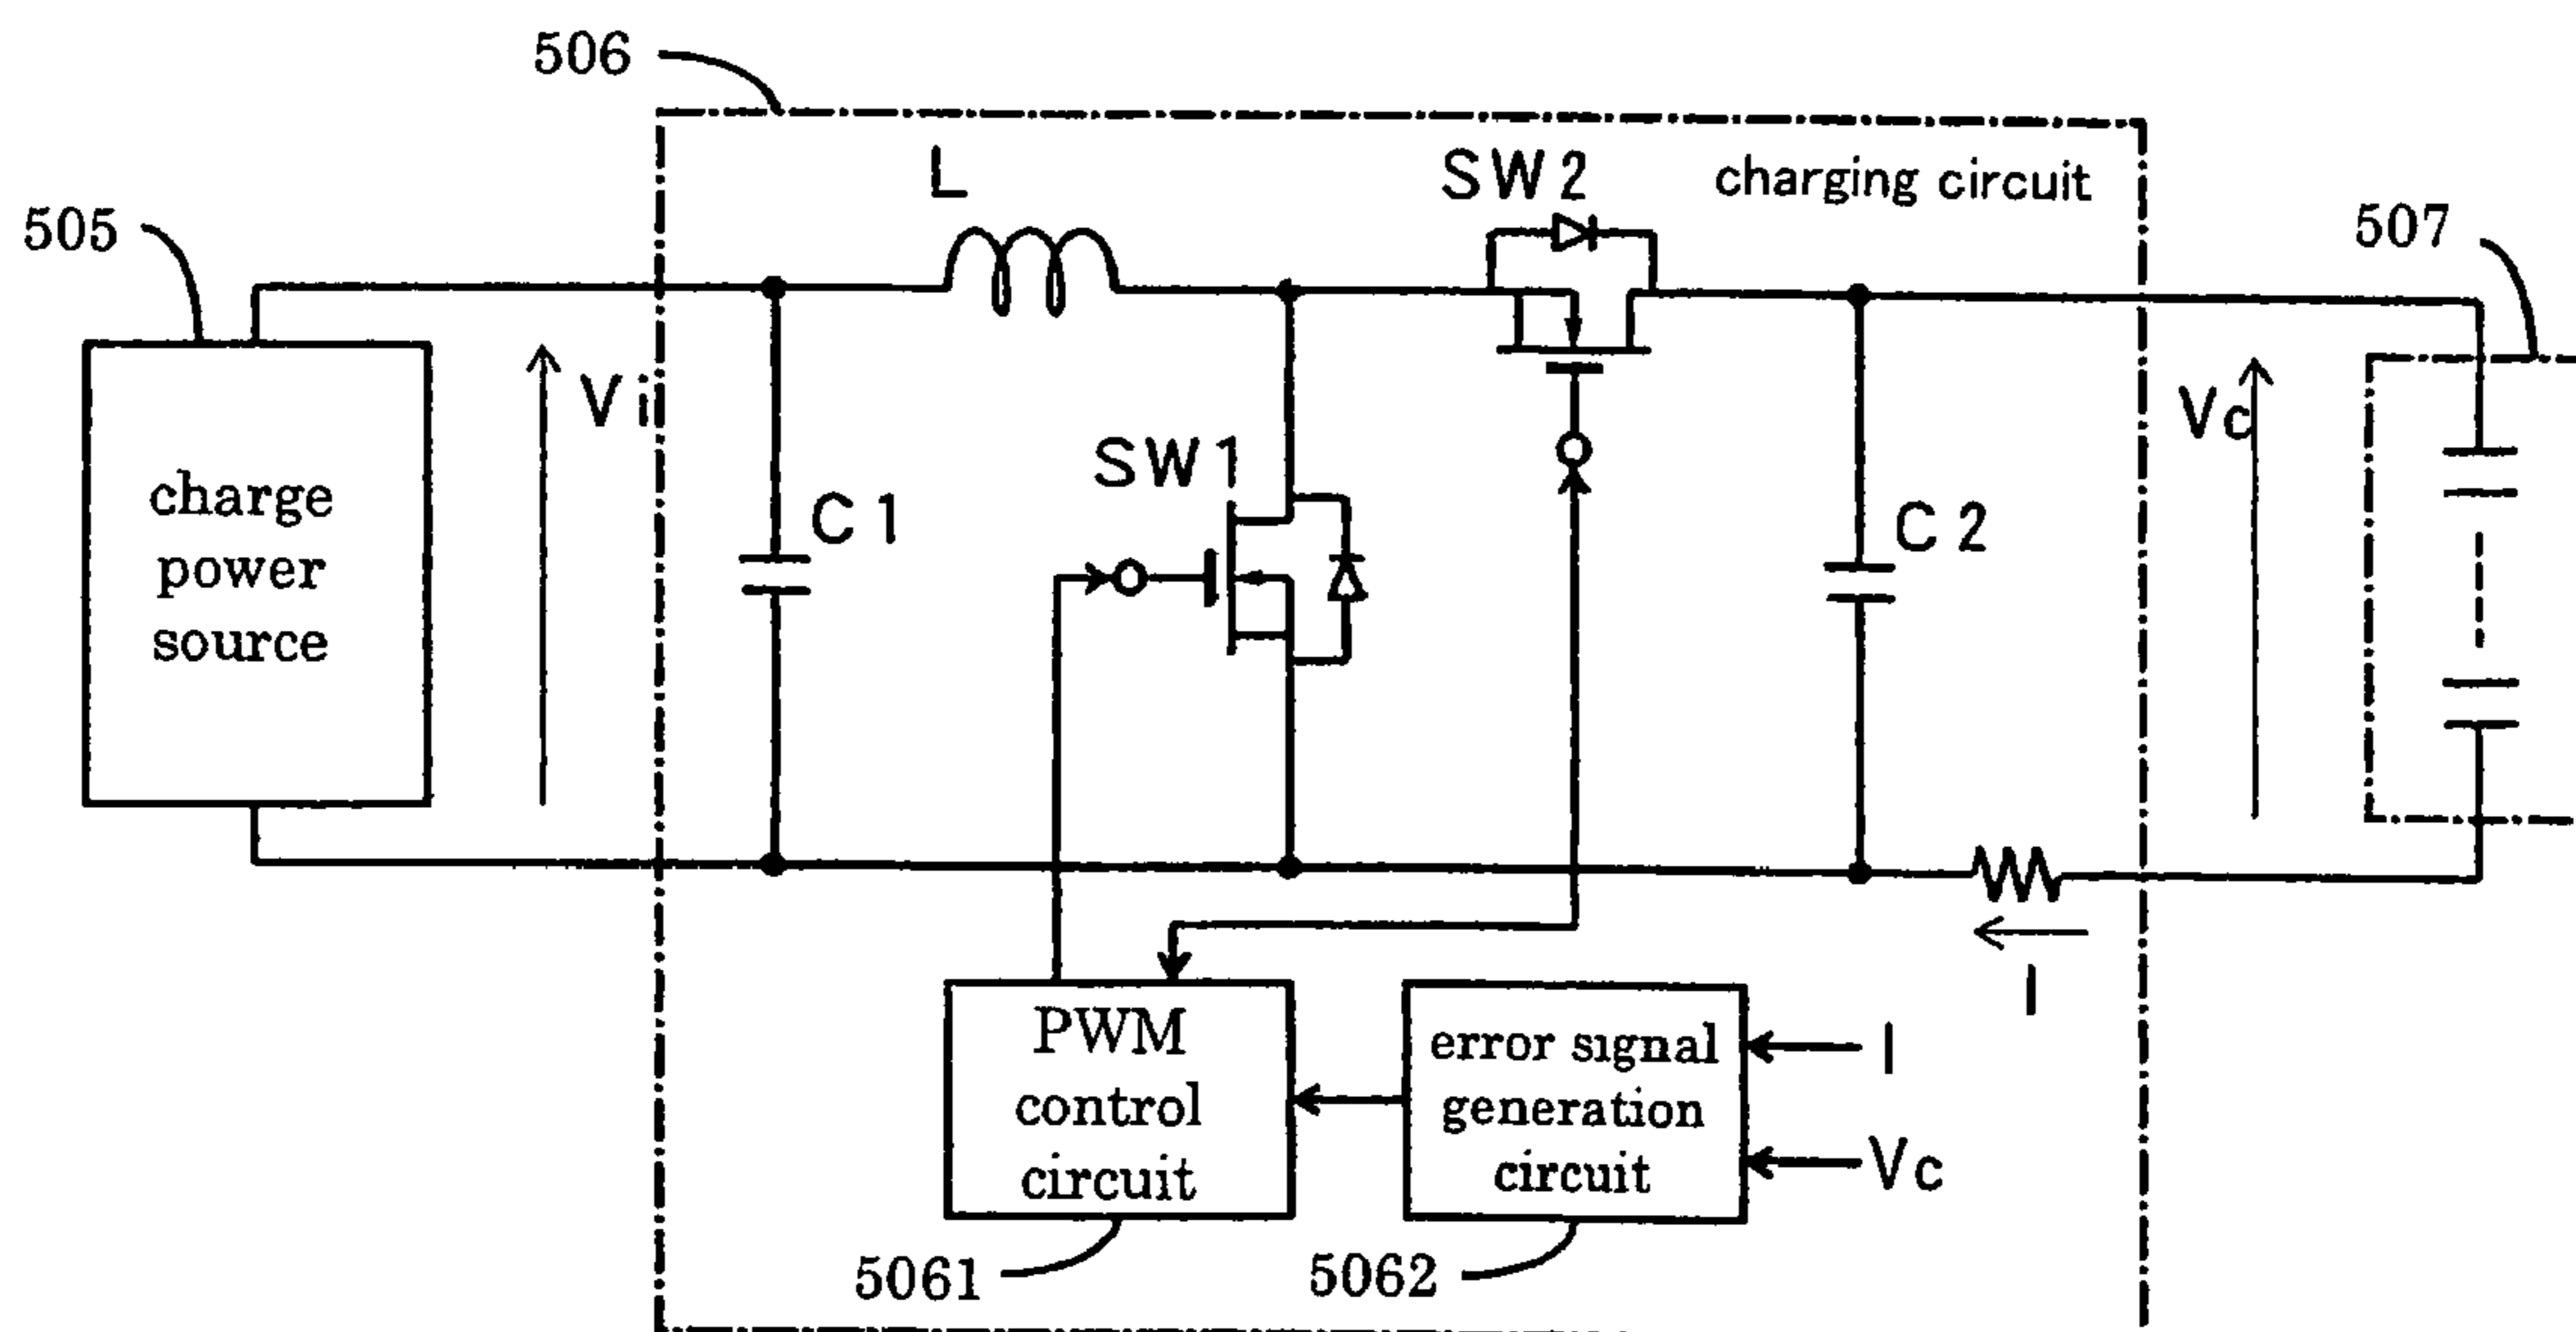 506
L
SW2
charging circuit
505
507
Vi
Vc
SW1
charge
power
source
C1
C2
I
PWM
control
circuit
error signal
generation
circuit
I
Vc
5061
5062